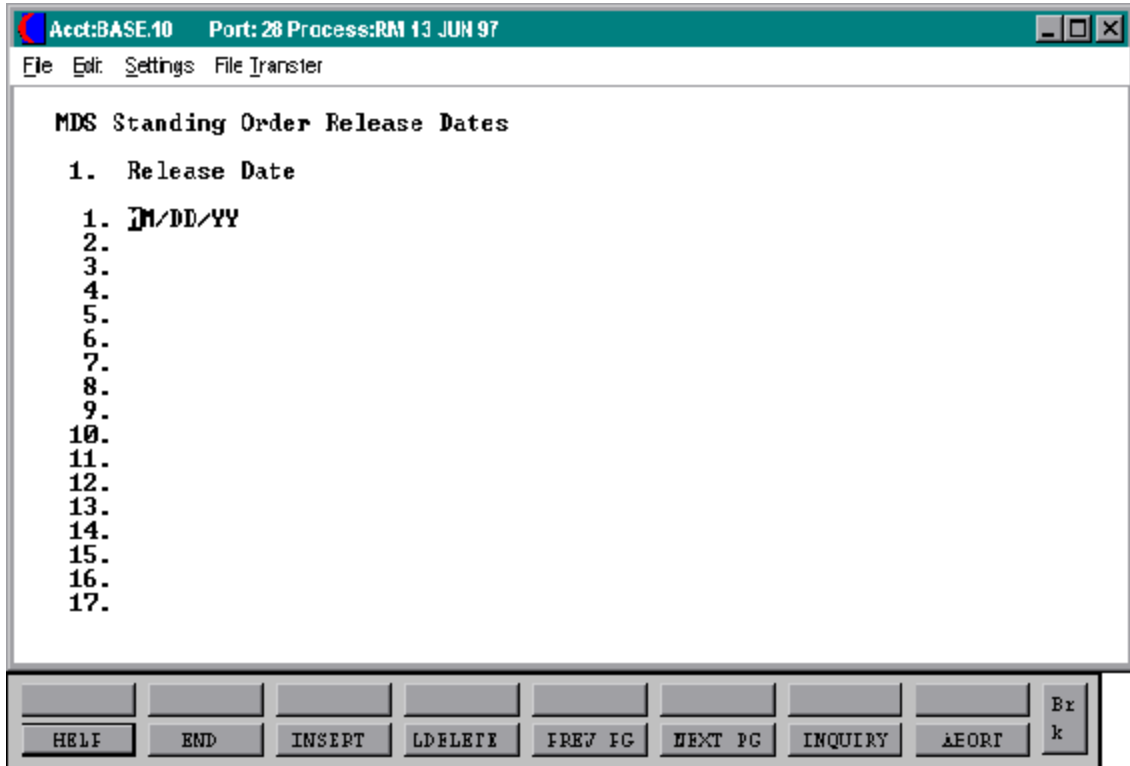 Acct:BASE.10 Port: 28 Process:RM 13 JUN 97
File Edit Settings File Transfer
MDS Standing Order Release Dates
1. Release Date
1. MM/DD/YY
2.
3.
4.
5.
6.
7.
8.
9.
10.
11.
12.
13.
14.
15.
16.
17.
HELP END INSERT LDELETE PREV PG NEXT PG INQUIRY ABORT
Br
k